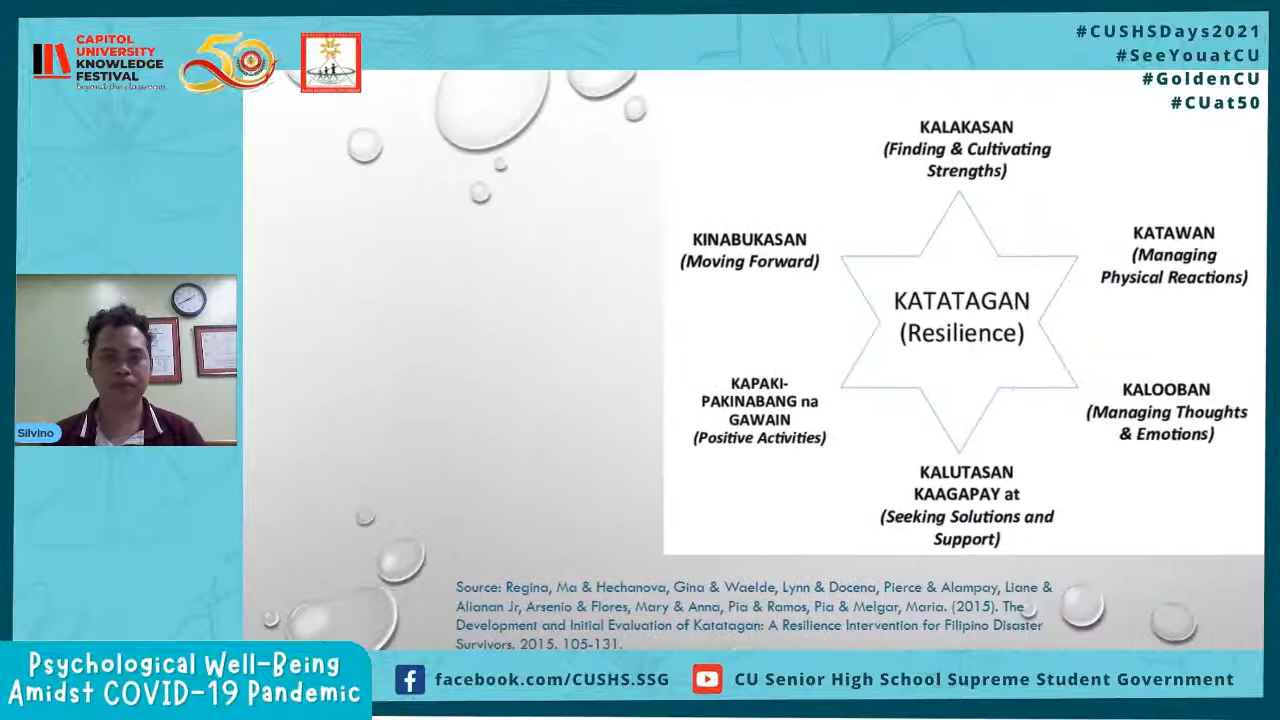 CAPITOL
UNIVERSITY
KNOWLEDGE
FESTIVAL
beyond the classroom
50
#CUSHSDays2021
#SeeYouatCU
#GoldenCU
#CUat50
KALAKASAN
(Finding & Cultivating
Strengths)
KINABUKASAN
(Moving Forward)
KATAWAN
(Managing
Physical Reactions)
KATATAGAN
(Resilience)
KAPAKI-
PAKINABANG na
GAWAIN
(Positive Activities)
KALOOBAN
(Managing Thoughts
& Emotions)
KALUTASAN
KAAGAPAY at
(Seeking Solutions and
Support)
Silvino
Source: Regina, Ma & Hechanova, Gina & Waelde, Lynn & Docena, Pierce & Alampay, Liane &
Alianan Jr, Arsenio & Flores, Mary & Anna, Pia & Ramos, Pia & Melgar, Maria. (2015). The
Development and Initial Evaluation of Katatagan: A Resilience Intervention for Filipino Disaster
Survivors. 2015. 105-131.
Psychological Well-Being
Amidst COVID-19 Pandemic
facebook.com/CUSHS.SSG
CU Senior High School Supreme Student Government